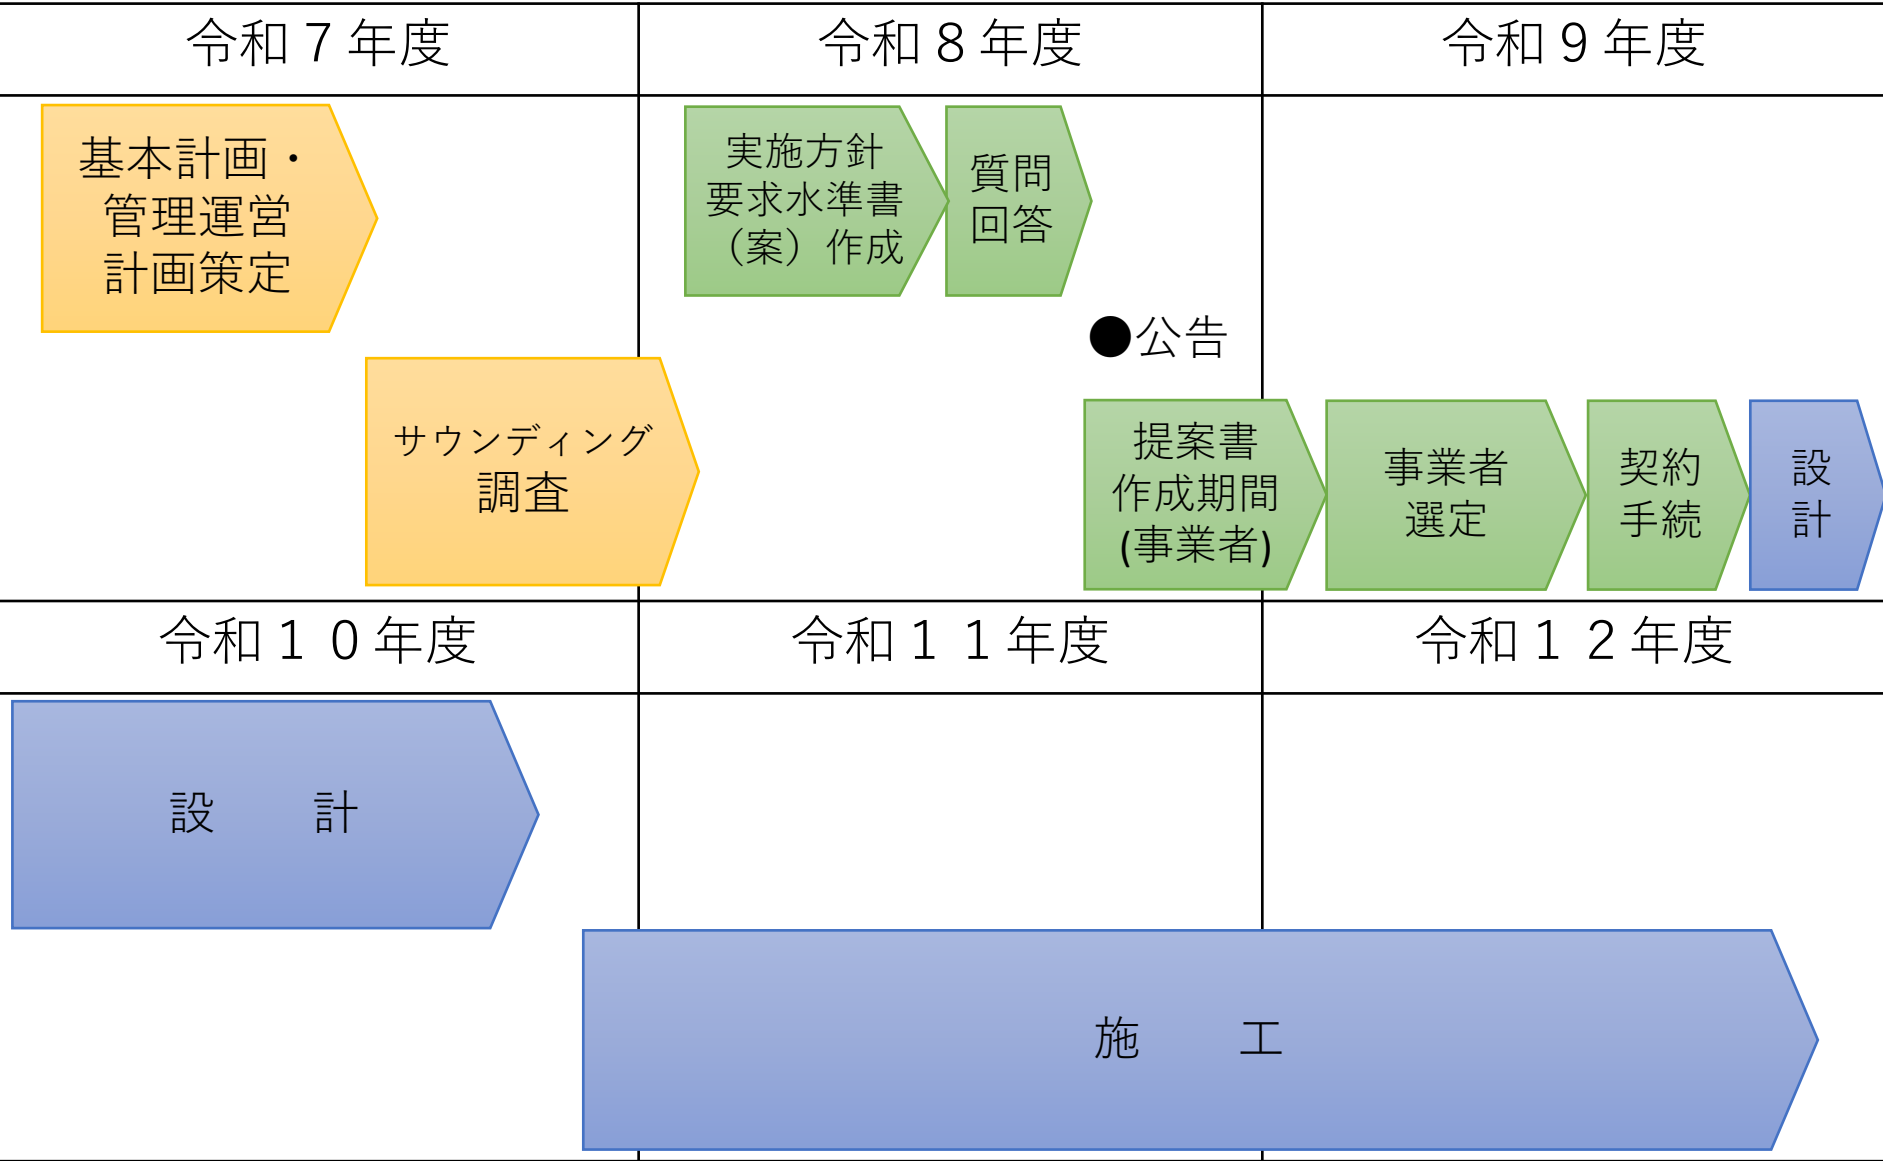 令和７年度
令和８年度
令和９年度
基本計画・
管理運営
計画策定
サウンディング
調査
実施方針
要求水準書
（案）作成
質問
回答
●公告
提案書
作成期間
(事業者)
事業者
選定
契約
手続
設
計
令和１０年度
令和１１年度
令和１２年度
設　　計
施　　工